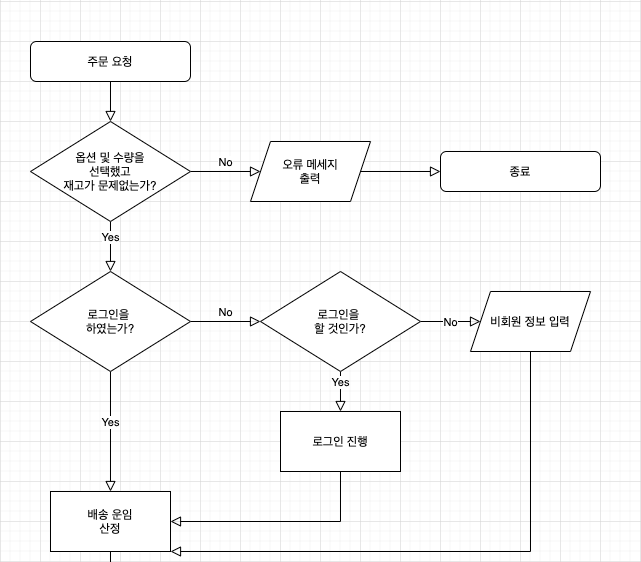 주문 요청
옵션 및 수량을
선택했고
재고가 문제없는가?
No
오류 메세지
출력
종료
Yes
로그인을
하였는가?
No
로그인을
할 것인가?
No
비회원 정보 입력
Yes
로그인 진행
Yes
배송 운임
산정